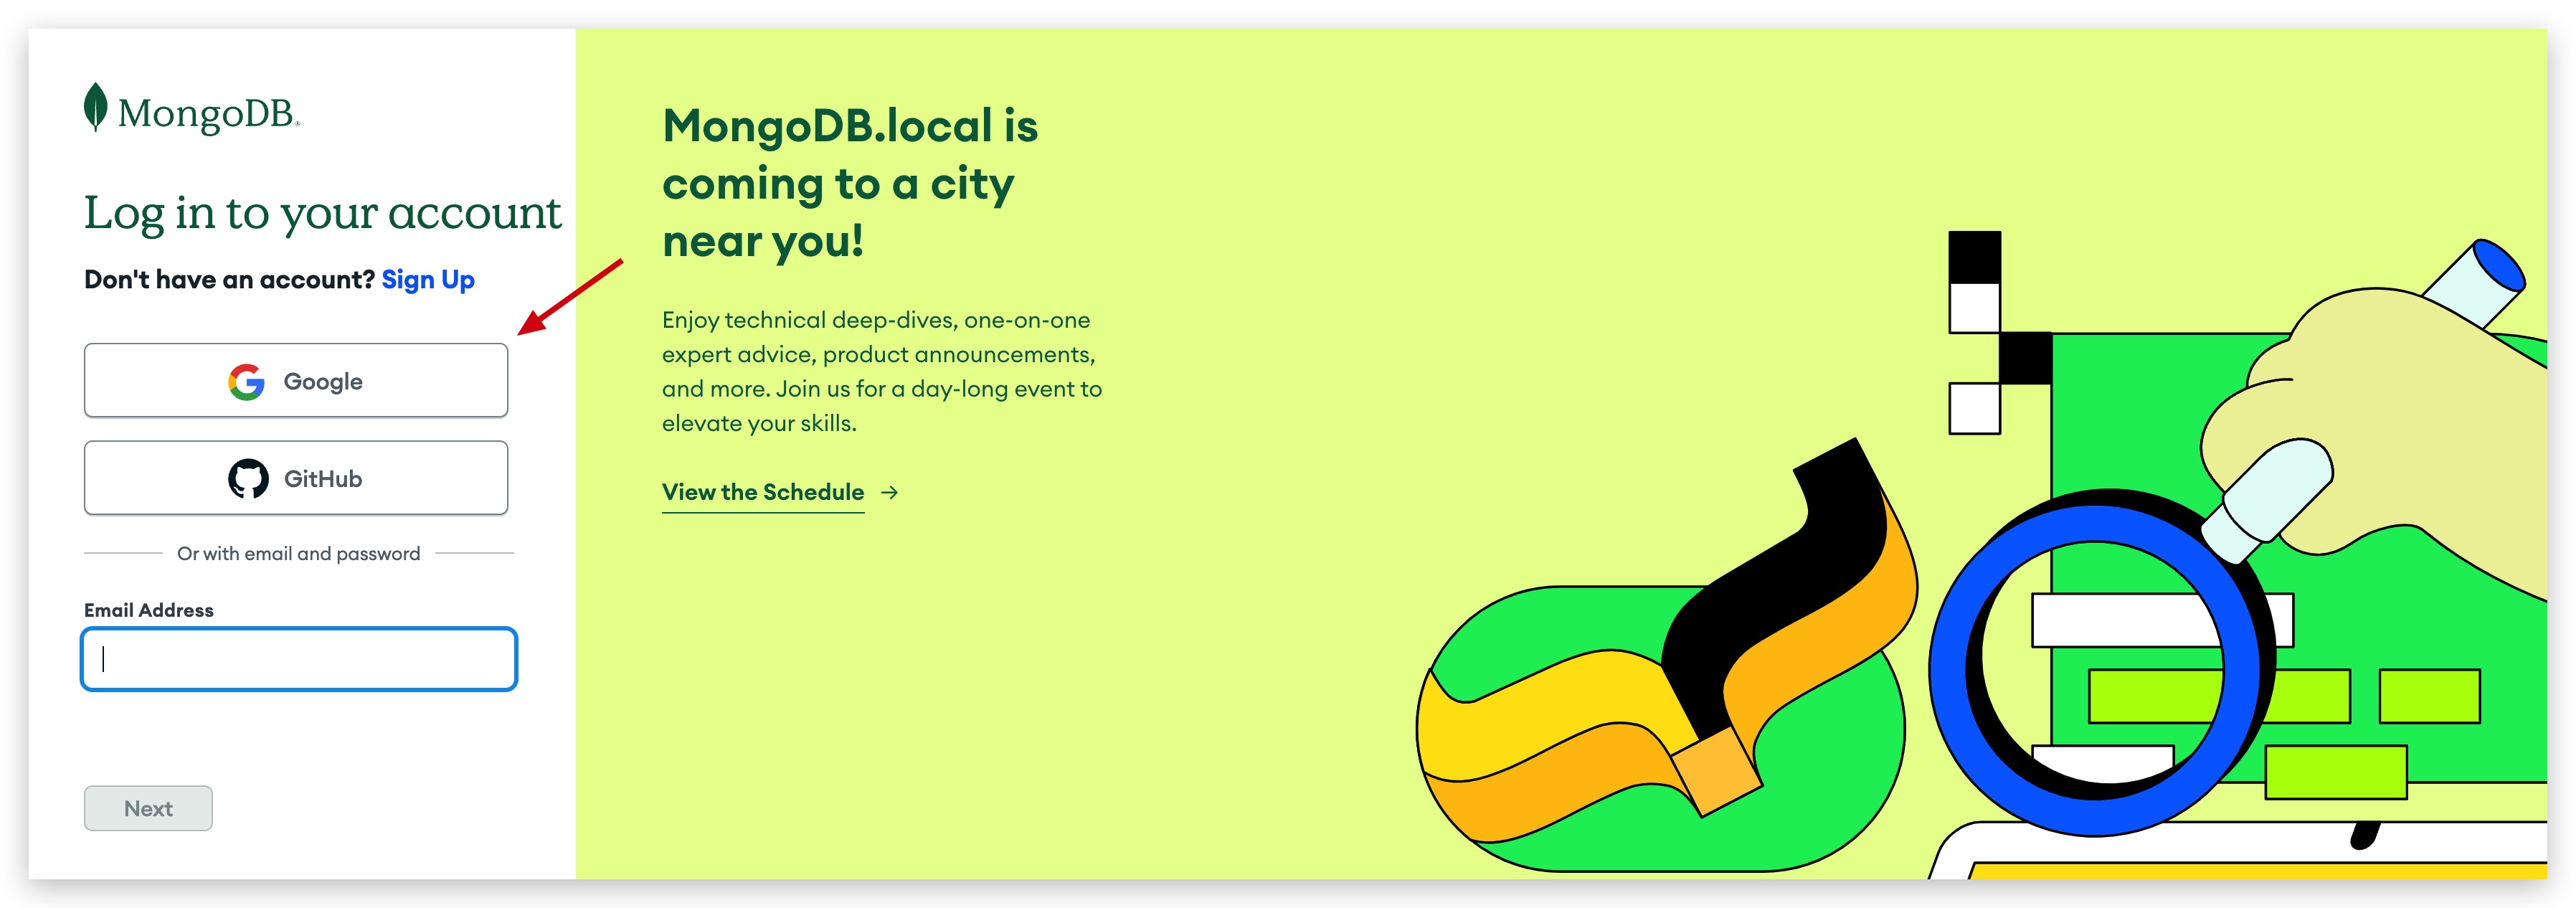 MongoDB®
Log in to your account
Don't have an account? Sign Up
Google
GitHub
Or with email and password
Email Address
Next
MongoDB.local is
coming to a city
near you!
Enjoy technical deep-dives, one-on-one
expert advice, product announcements,
and more. Join us for a day-long event to
elevate your skills.
View the Schedule →